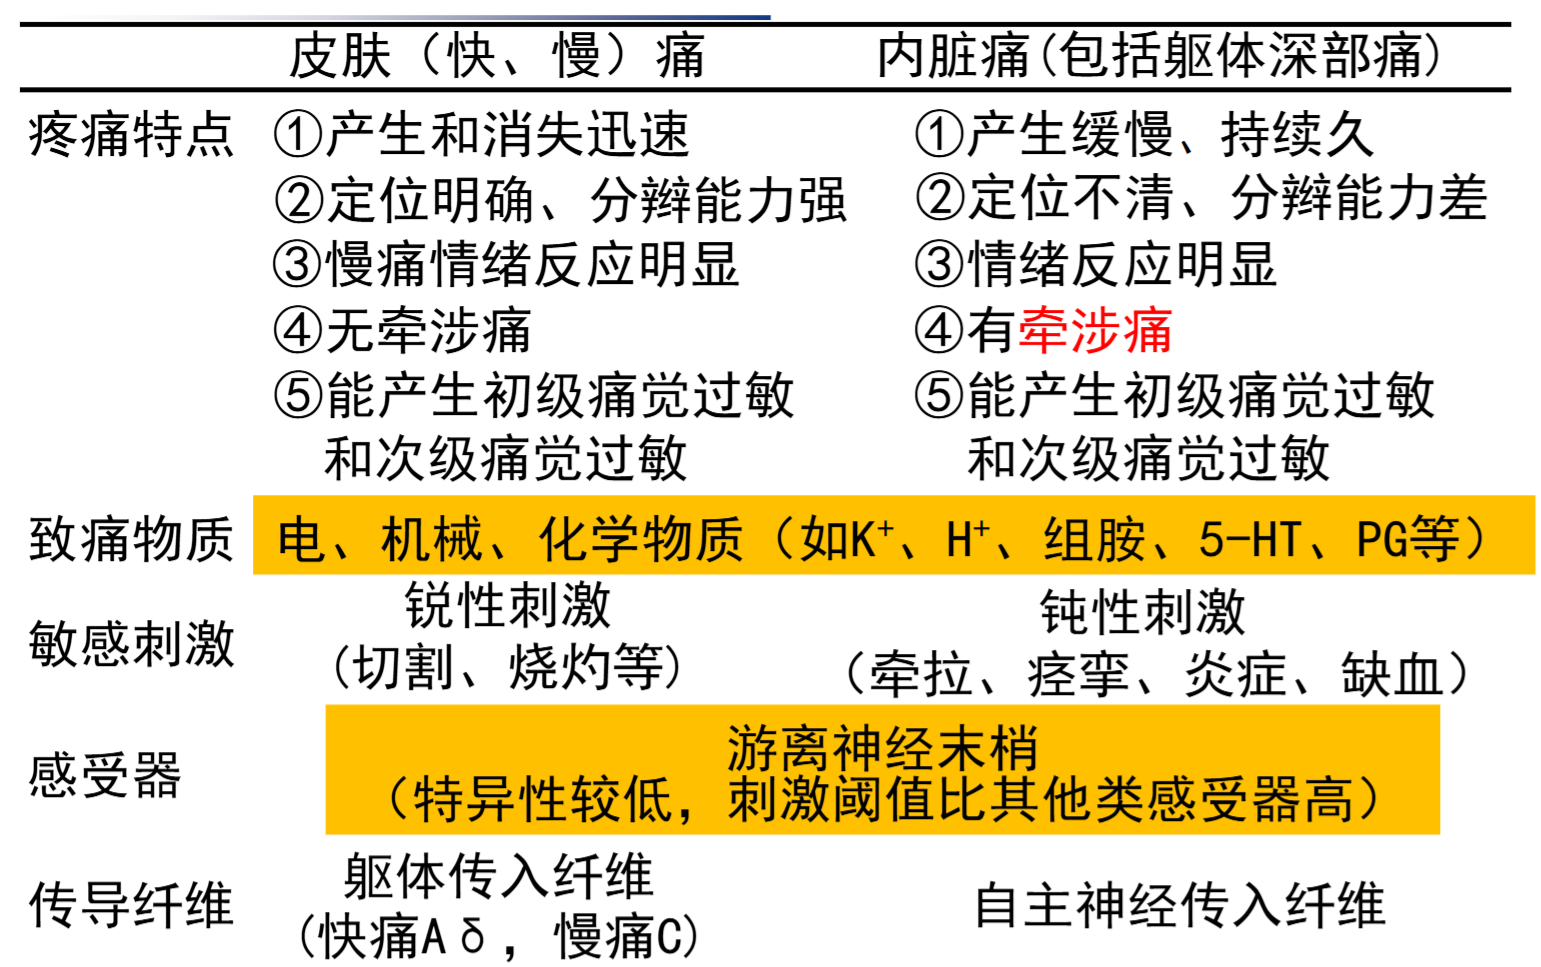 皮肤（快、慢）痛 内脏痛(包括躯体深部痛)
疼痛特点 ①产生和消失迅速 ①产生缓慢、持续久
②定位明确、分辨能力强 ②定位不清、分辨能力差
③慢痛情绪反应明显 ③情绪反应明显
④无牵涉痛 ④有牵涉痛
⑤能产生初级痛觉过敏 ⑤能产生初级痛觉过敏
和次级痛觉过敏 和次级痛觉过敏
致痛物质 电、机械、化学物质（如K⁺、H⁺、组胺、5-HT、PG等）
敏感刺激 锐性刺激 钝性刺激
(切割、烧灼等) （牵拉、痉挛、炎症、缺血）
感受器 游离神经末梢
（特异性较低，刺激阈值比其他类感受器高）
传导纤维 躯体传入纤维 自主神经传入纤维
(快痛Aδ，慢痛C)